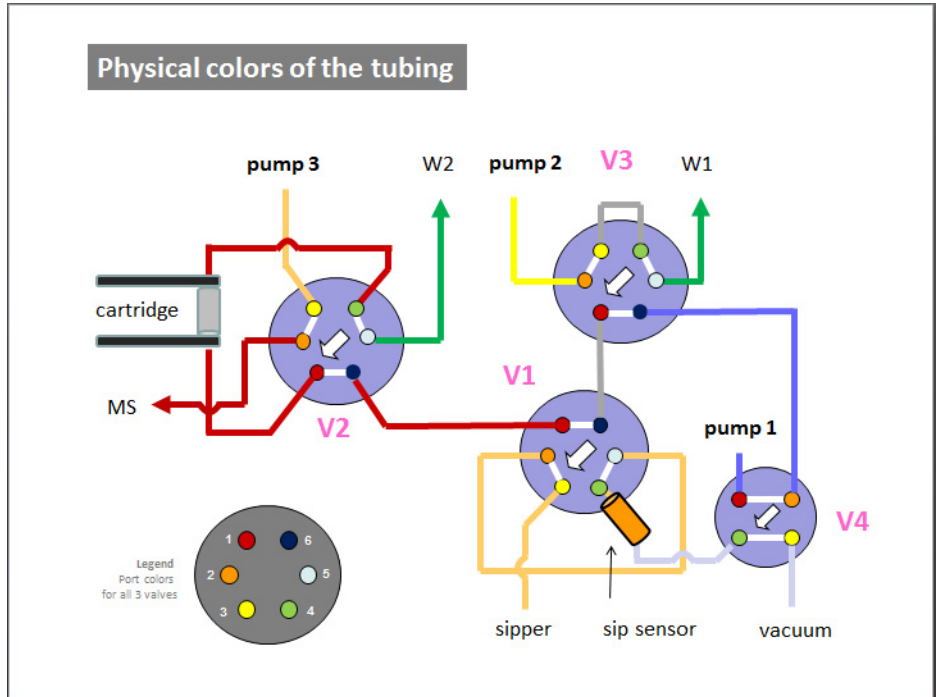 Physical colors of the tubing
pump 3
W2
pump 2
V3
W1
cartridge
MS
V2
V1
pump 1
V4
1
6
2
5
3
4
Legend
Port colors
for all 3 valves
sipper
sip sensor
vacuum